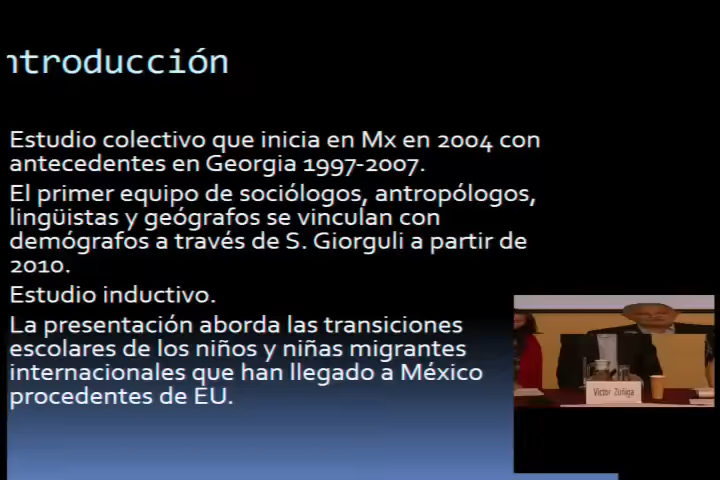 ntroducción
Estudio colectivo que inicia en Mx en 2004 con
antecedentes en Georgia 1997-2007.
El primer equipo de sociólogos, antropólogos,
lingüistas y geógrafos se vinculan con
demógrafos a través de S. Giorguli a partir de
2010.
Estudio inductivo.
La presentación aborda las transiciones
escolares de los niños y niñas migrantes
internacionales que han llegado a México
procedentes de EU.
Víctor Zúñiga